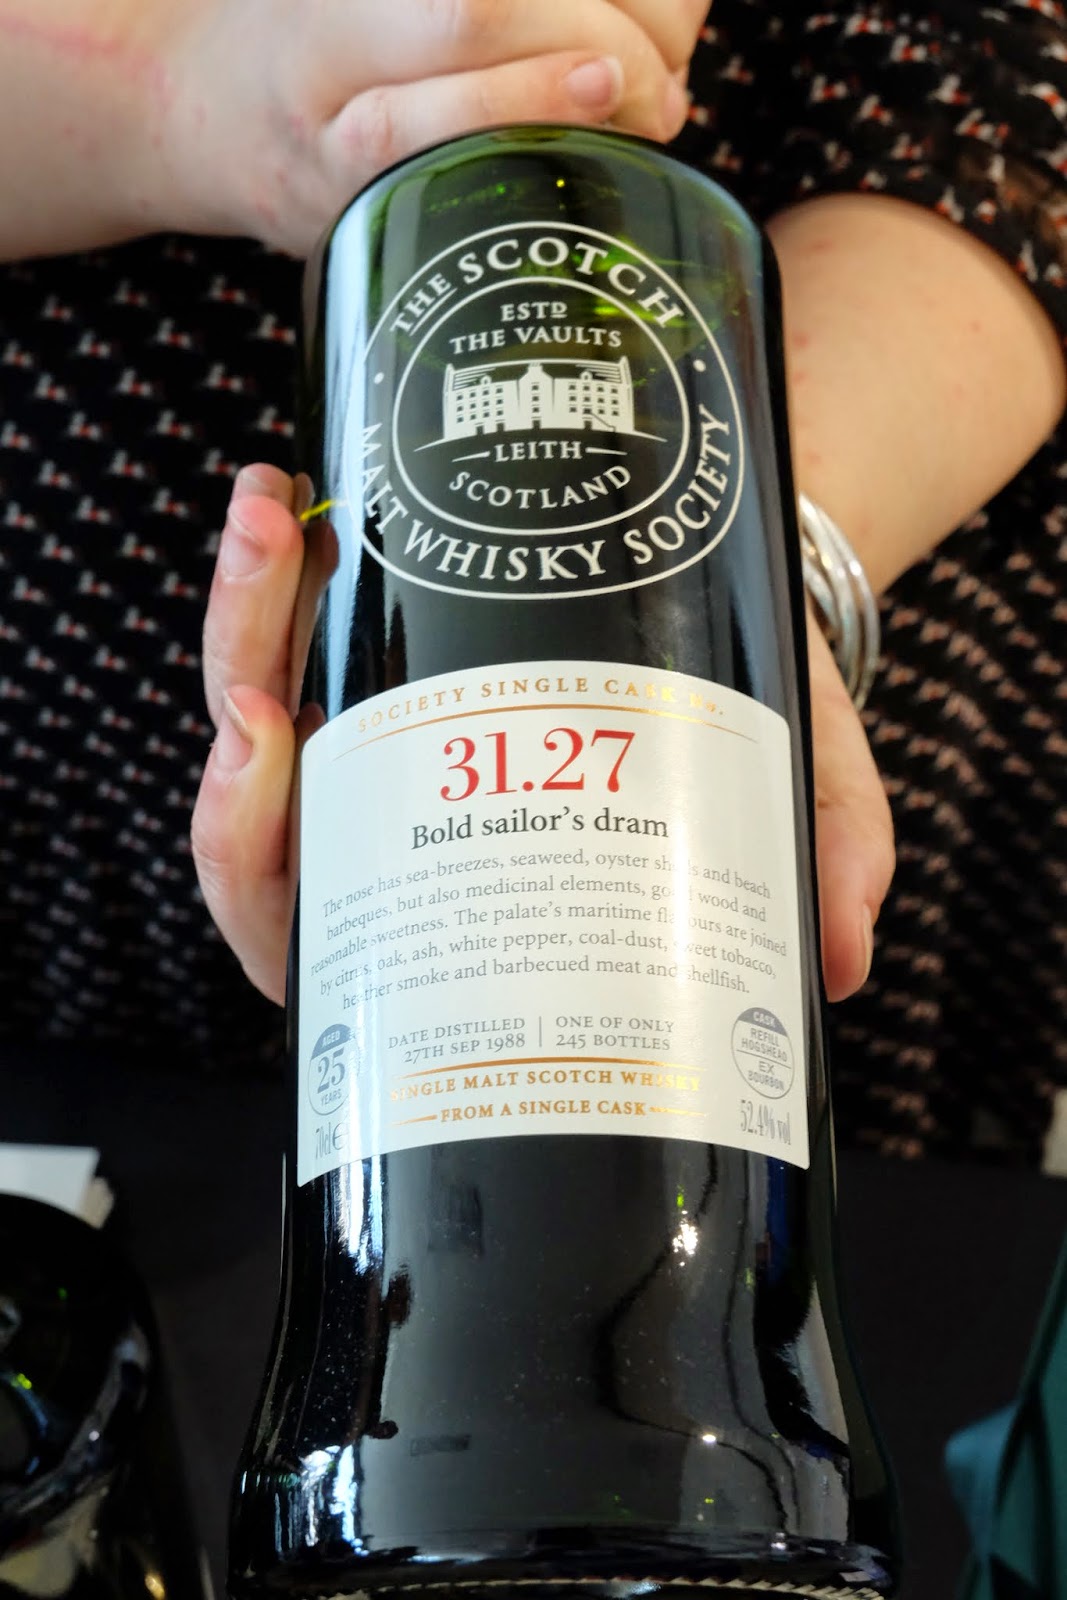 THE SCOTCH
MALT WHISKY SOCIETY
ESTD
THE VAULTS
LEITH
SCOTLAND
SOCIETY SINGLE CASK No.
31.27
Bold sailor's dram
The nose has sea-breezes, seaweed, oyster shells and beach
barbeques, but also medicinal elements, good wood and
reasonable sweetness. The palate's maritime flavours are joined
by citrus, oak, ash, white pepper, coal-dust, sweet tobacco,
heather smoke and barbecued meat and shellfish.
AGED
25
YEARS
DATE DISTILLED
27TH SEP 1988
ONE OF ONLY
245 BOTTLES
CASK
REFILL
HOGSHEAD
EX
BOURBON
SINGLE MALT SCOTCH WHISKY
FROM A SINGLE CASK
70cl e
52.4% vol